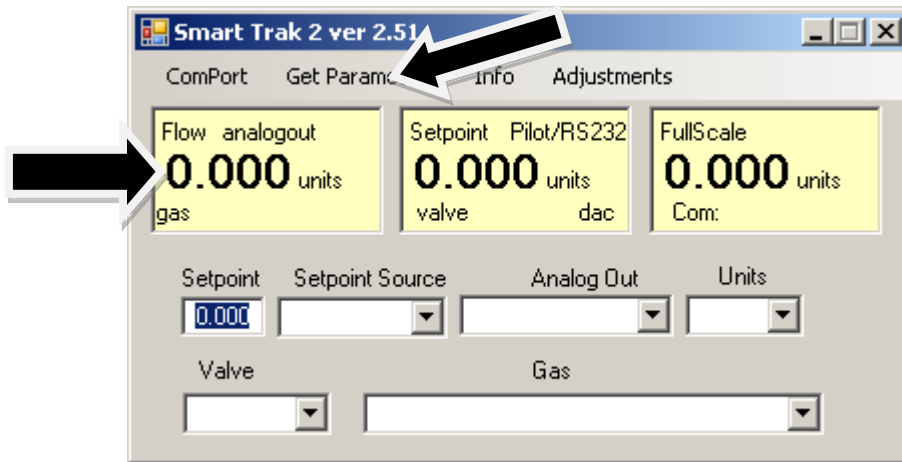 Smart Trak 2 ver 2.51
ComPort Get Info Adjustments
Flow analogout
0.000 units
gas
Setpoint Pilot/RS232
0.000 units
valve dac
FullScale
0.000 units
Com:
Setpoint Setpoint Source Analog Out Units
0.000
Valve Gas